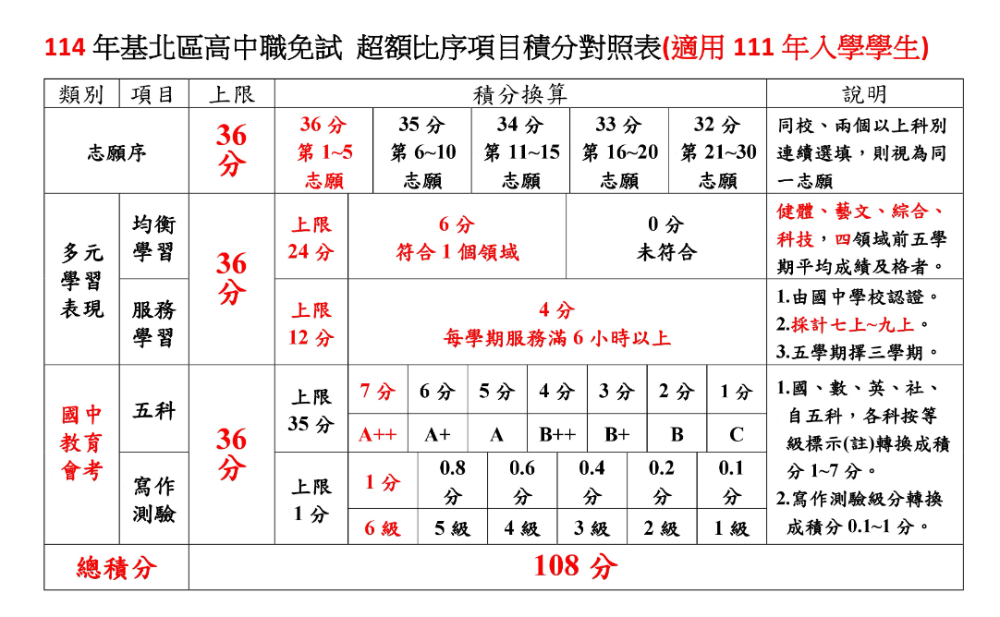 114 年基北區高中職免試 超額比序項目積分對照表(適用 111 年入學學生)
類別 項目 上限 積分換算 說明
志願序
36
分
36 分
第 1~5
志願
35 分
第 6~10
志願
34 分
第 11~15
志願
33 分
第 16~20
志願
32 分
第 21~30
志願
同校、兩個以上科別
連續選填，則視為同
一志願
多元
學習
表現
均衡
學習
36
分
上限
24 分
6 分
符合 1 個領域
0 分
未符合
健體、藝文、綜合、
科技，四領域前五學
期平均成績及格者。
服務
學習
上限
12 分
4 分
每學期服務滿 6 小時以上
1.由國中學校認證。
2.採計七上~九上。
3.五學期擇三學期。
國中
教育
會考
五科
36
分
上限
35 分
7 分 6 分 5 分 4 分 3 分 2 分 1 分
A++ A+ A B++ B+ B C
1.國、數、英、社、
自五科，各科按等
級標示(註)轉換成積
分 1~7 分。
2.寫作測驗級分轉換
成積分 0.1~1 分。
寫作
測驗
上限
1 分
1 分
0.8
分
0.6
分
0.4
分
0.2
分
0.1
分
6 級 5 級 4 級 3 級 2 級 1 級
總積分 108 分